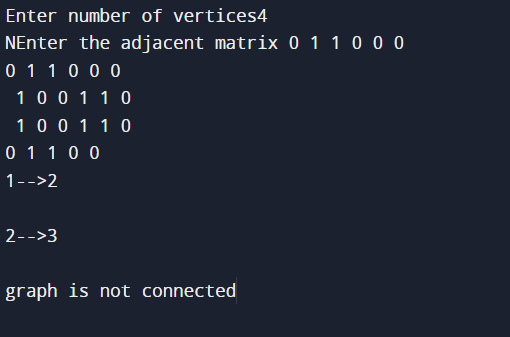 Enter number of vertices4
NEnter the adjacent matrix 0 1 1 0 0 0
0 1 1 0 0 0
1 0 0 1 1 0
1 0 0 1 1 0
0 1 1 0 0
1-->2
2-->3
graph is not connected